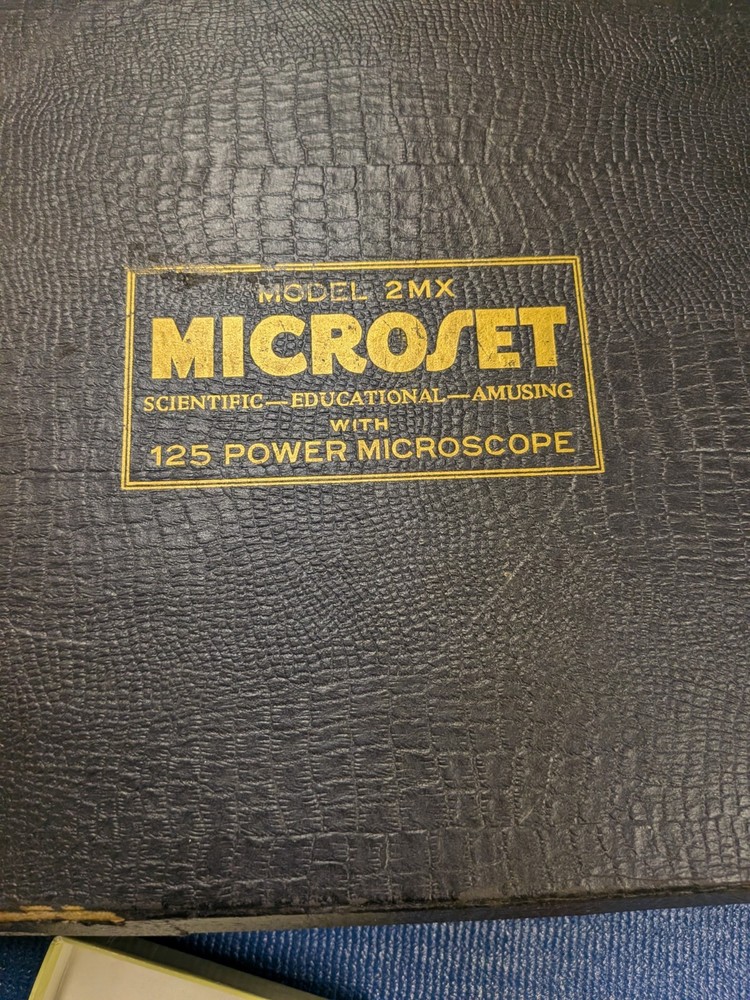 MODEL 2MX
MICROSET
SCIENTIFIC—EDUCATIONAL—AMUSING
WITH
125 POWER MICROSCOPE